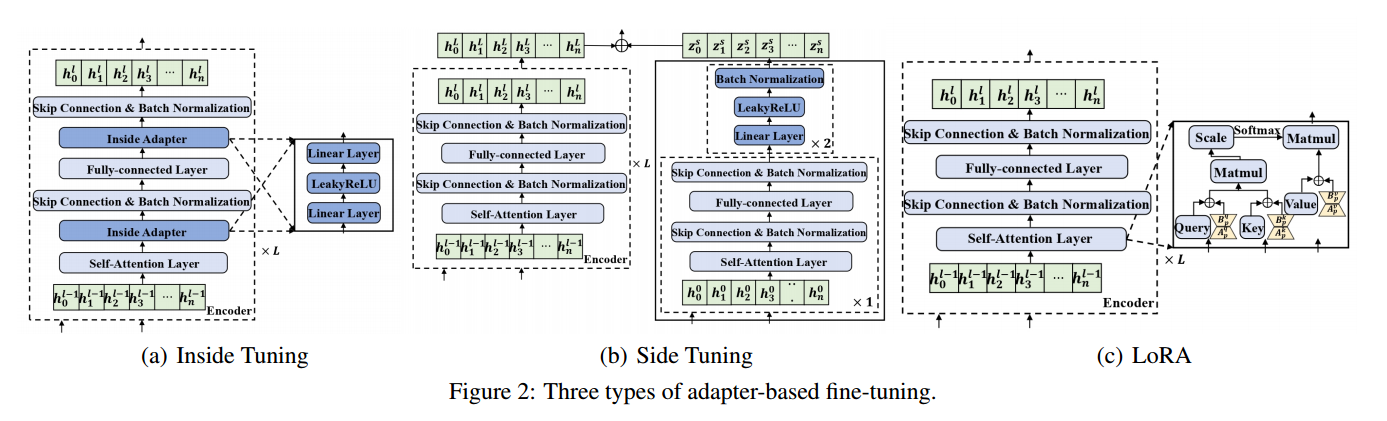 h_0^l h_1^l h_2^l h_3^l ... h_n^l
Skip Connection & Batch Normalization
Inside Adapter
Fully-connected Layer
Skip Connection & Batch Normalization
Inside Adapter
Self-Attention Layer
× L
h_0^{l-1} h_1^{l-1} h_2^{l-1} h_3^{l-1} ... h_n^{l-1}
Encoder
Linear Layer
LeakyReLU
Linear Layer
(a) Inside Tuning
h_0^L h_1^L h_2^L h_3^L ... h_n^L
z_0^s z_1^s z_2^s z_3^s ... z_n^s
h_0^l h_1^l h_2^l h_3^l ... h_n^l
Skip Connection & Batch Normalization
Fully-connected Layer
× L
Skip Connection & Batch Normalization
Self-Attention Layer
h_0^{l-1} h_1^{l-1} h_2^{l-1} h_3^{l-1} ... h_n^{l-1}
Encoder
Batch Normalization
LeakyReLU
Linear Layer
× 2
Skip Connection & Batch Normalization
Fully-connected Layer
Skip Connection & Batch Normalization
Self-Attention Layer
h_0^0 h_1^0 h_2^0 h_3^0 ... h_n^0
× 1
(b) Side Tuning
h_0^l h_1^l h_2^l h_3^l ... h_n^l
Skip Connection & Batch Normalization
Fully-connected Layer
Skip Connection & Batch Normalization
Self-Attention Layer
× L
h_0^{l-1} h_1^{l-1} h_2^{l-1} h_3^{l-1} ... h_n^{l-1}
Encoder
Scale Softmax Matmul
Matmul
Query B_p^q A_p^q Key B_p^k A_p^k Value B_p^v A_p^v
(c) LoRA
Figure 2: Three types of adapter-based fine-tuning.